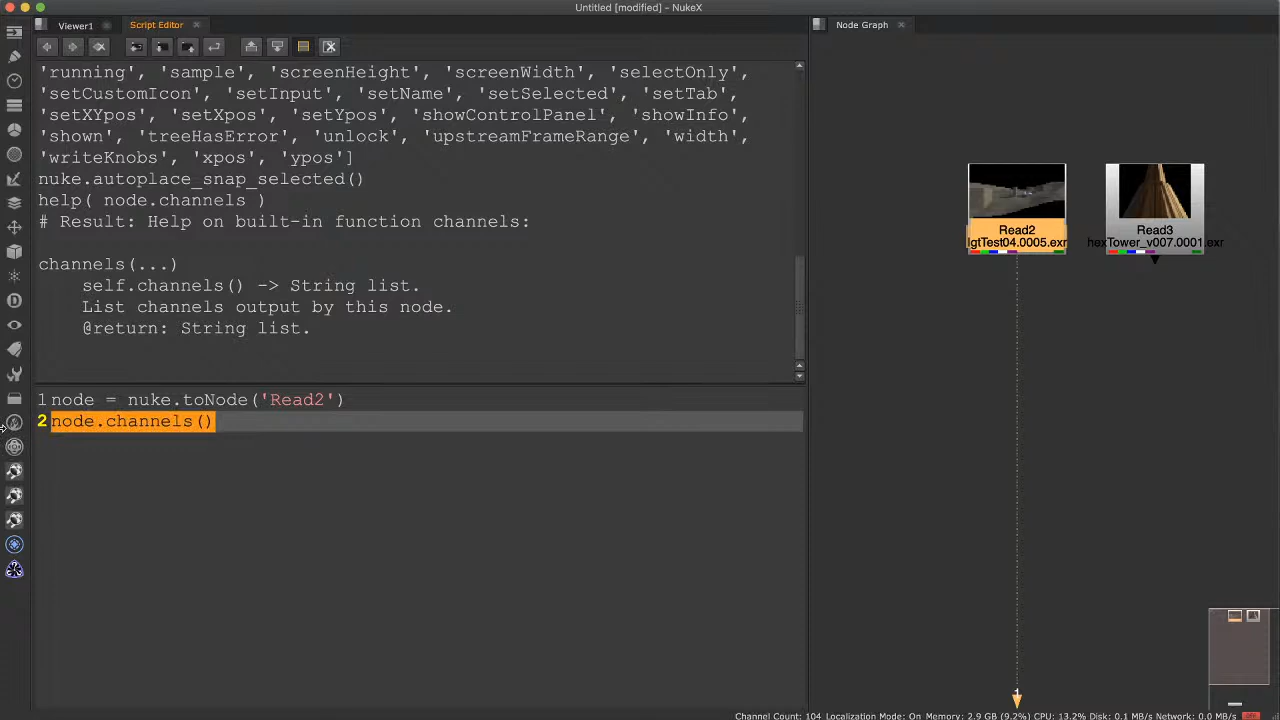 Untitled [modified] - NukeX
Viewer1
Script Editor
Node Graph
'running', 'sample', 'screenHeight', 'screenWidth', 'selectOnly',
'setCustomIcon', 'setInput', 'setName', 'setSelected', 'setTab',
'setXYpos', 'setXpos', 'setYpos', 'showControlPanel', 'showInfo',
'shown', 'treeHasError', 'unlock', 'upstreamFrameRange', 'width',
'writeKnobs', 'xpos', 'ypos']
nuke.autoplace_snap_selected()
help( node.channels )
# Result: Help on built-in function channels:
channels(...)
self.channels() -> String list.
List channels output by this node.
@return: String list.
1 node = nuke.toNode('Read2')
2 node.channels()
Read2
lgtTest04.0005.exr
Read3
hexTower_v007.0001.exr
1
Channel Count: 104 Localization Mode: On Memory: 2.9 GB (9.2%) CPU: 13.2% Disk: 0.1 MB/s Network: 0.0 MB/s